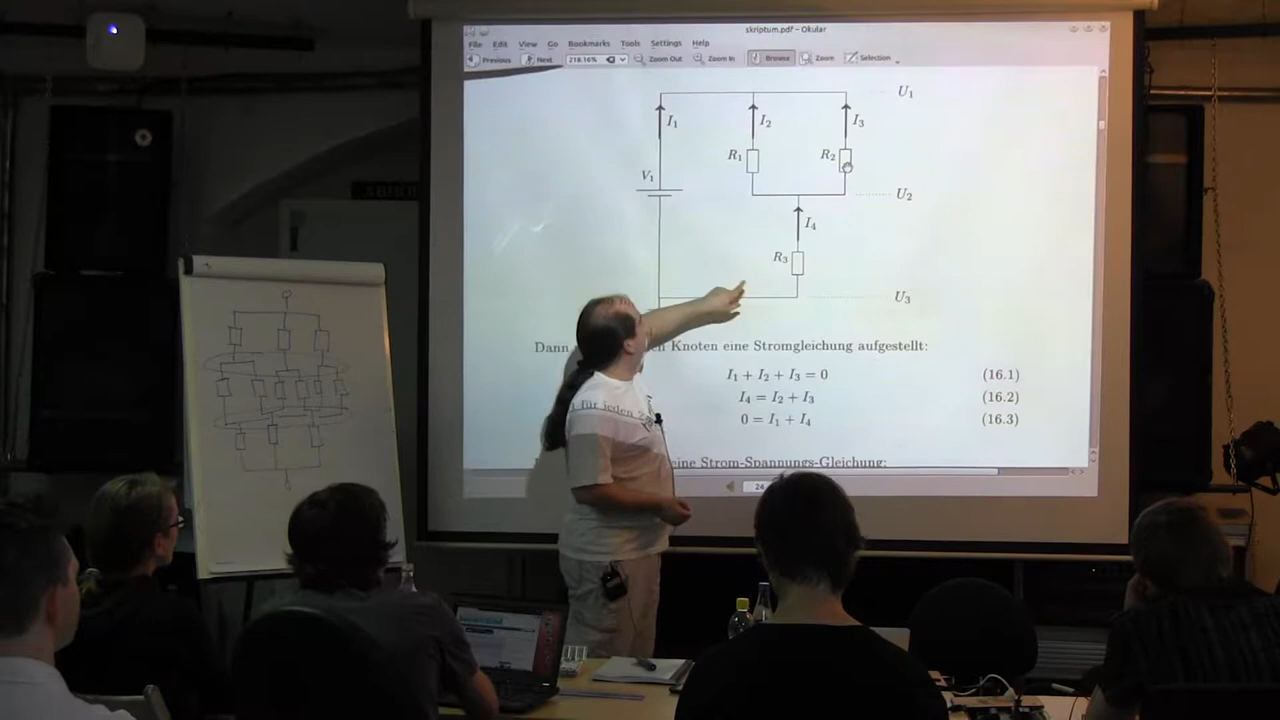 skriptum.pdf – Okular
File Edit View Go Bookmarks Tools Settings Help
Previous Next 218.16% Zoom Out Zoom In Browse Zoom Selection
U1
I1 I2 I3
R1 R2
V1
U2
I4
R3
U3
Dann Knoten eine Stromgleichung aufgestellt:
I1 + I2 + I3 = 0 (16.1)
I4 = I2 + I3 (16.2)
0 = I1 + I4 (16.3)
für jeden
eine Strom-Spannungs-Gleichung:
24